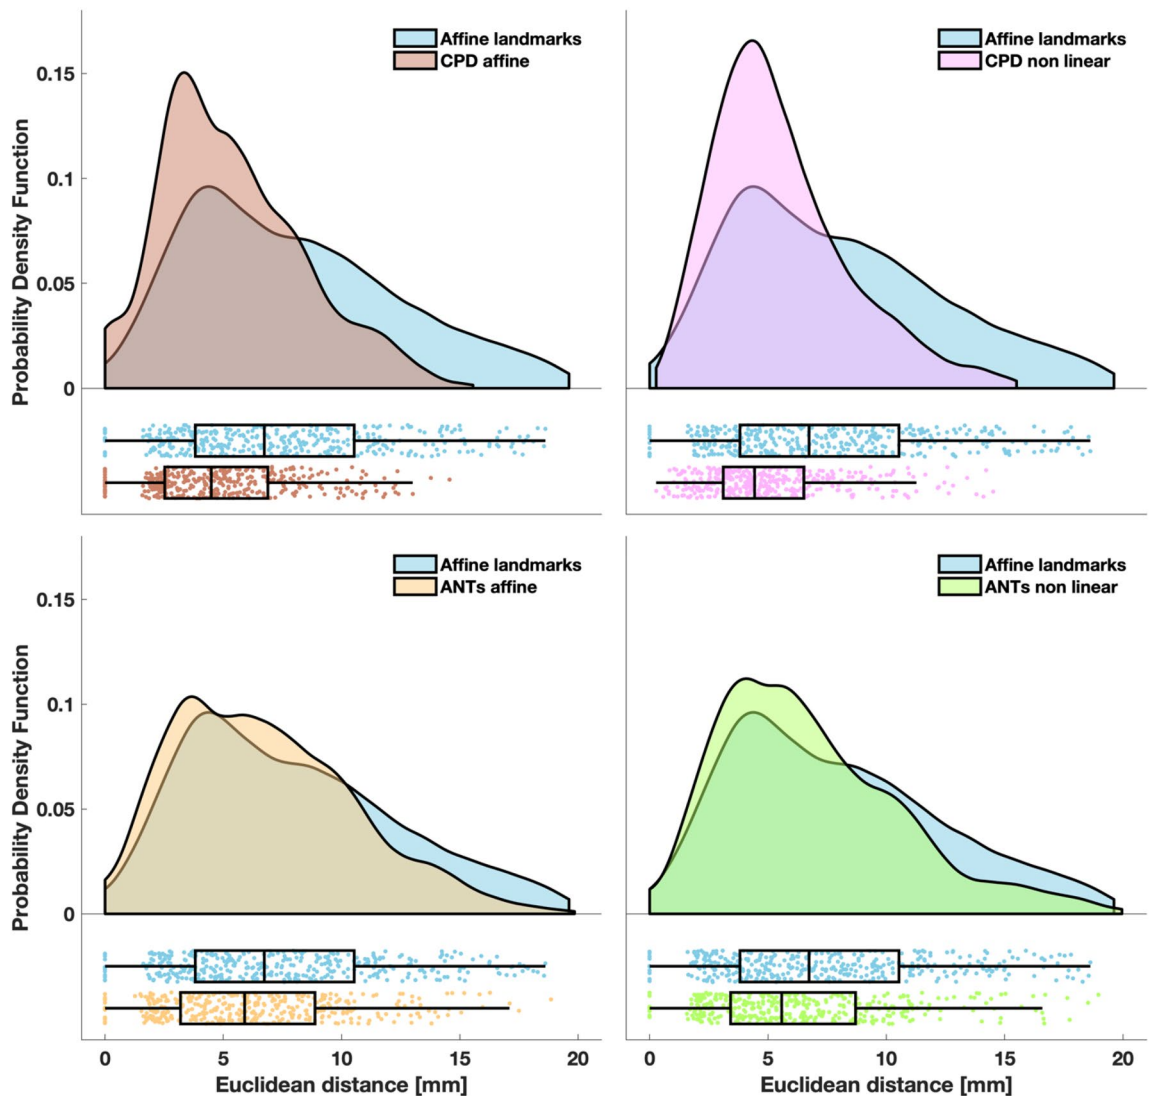 Affine landmarks
CPD affine
Affine landmarks
CPD non linear
0.15
0.1
0.05
0
Probability Density Function
Affine landmarks
ANTs affine
Affine landmarks
ANTs non linear
0.15
0.1
0.05
0
Probability Density Function
0 5 10 15 20
0 5 10 15 20
Euclidean distance [mm]
Euclidean distance [mm]